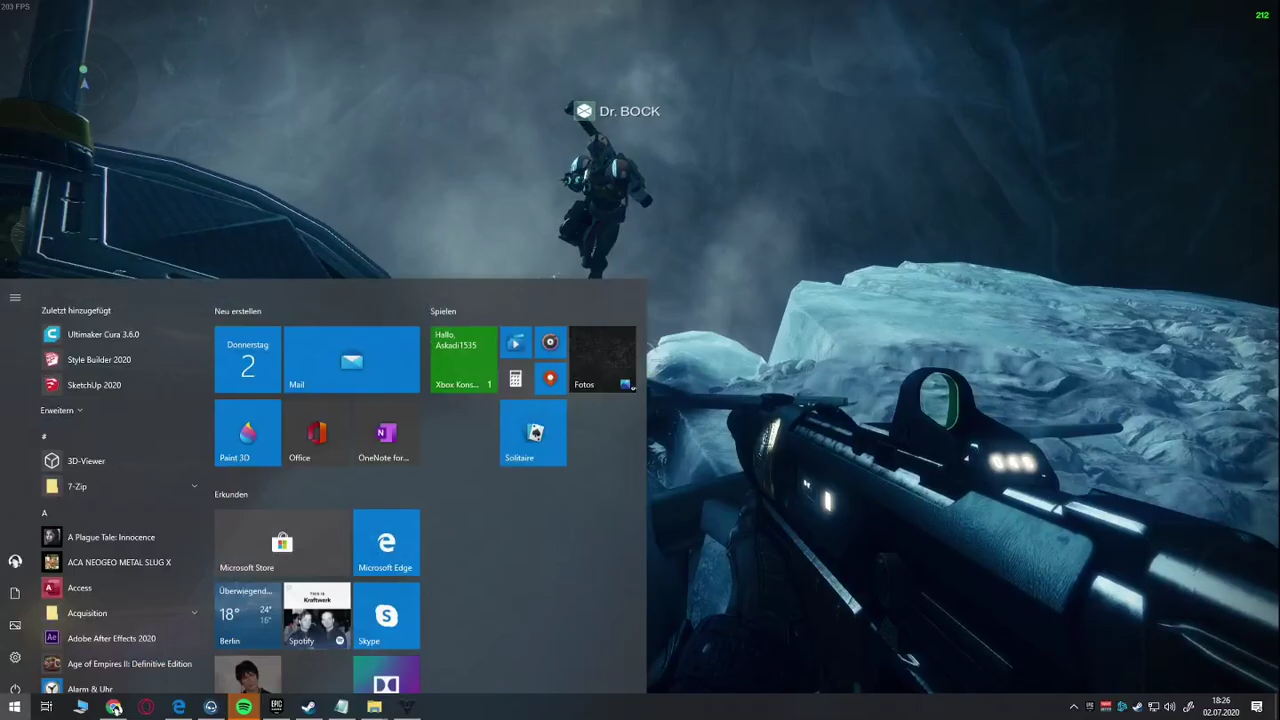 203 FPS
212
Dr. BOCK
Zuletzt hinzugefügt
Ultimaker Cura 3.6.0
Style Builder 2020
SketchUp 2020
Erweitern
#
3D-Viewer
7-Zip
A
A Plague Tale: Innocence
ACA NEOGEO METAL SLUG X
Access
Acquisition
Adobe After Effects 2020
Age of Empires II: Definitive Edition
Alarm & Uhr
Neu erstellen
Donnerstag
2
Mail
Paint 3D
Office
OneNote for...
Erkunden
Microsoft Store
Microsoft Edge
Überwiegend...
18°
24°
16°
Berlin
THIS IS
Kraftwerk
Spotify
Skype
Spielen
Hallo,
Askadi1535
Xbox Kons... 1
Fotos
Solitaire
18:26
02.07.2020